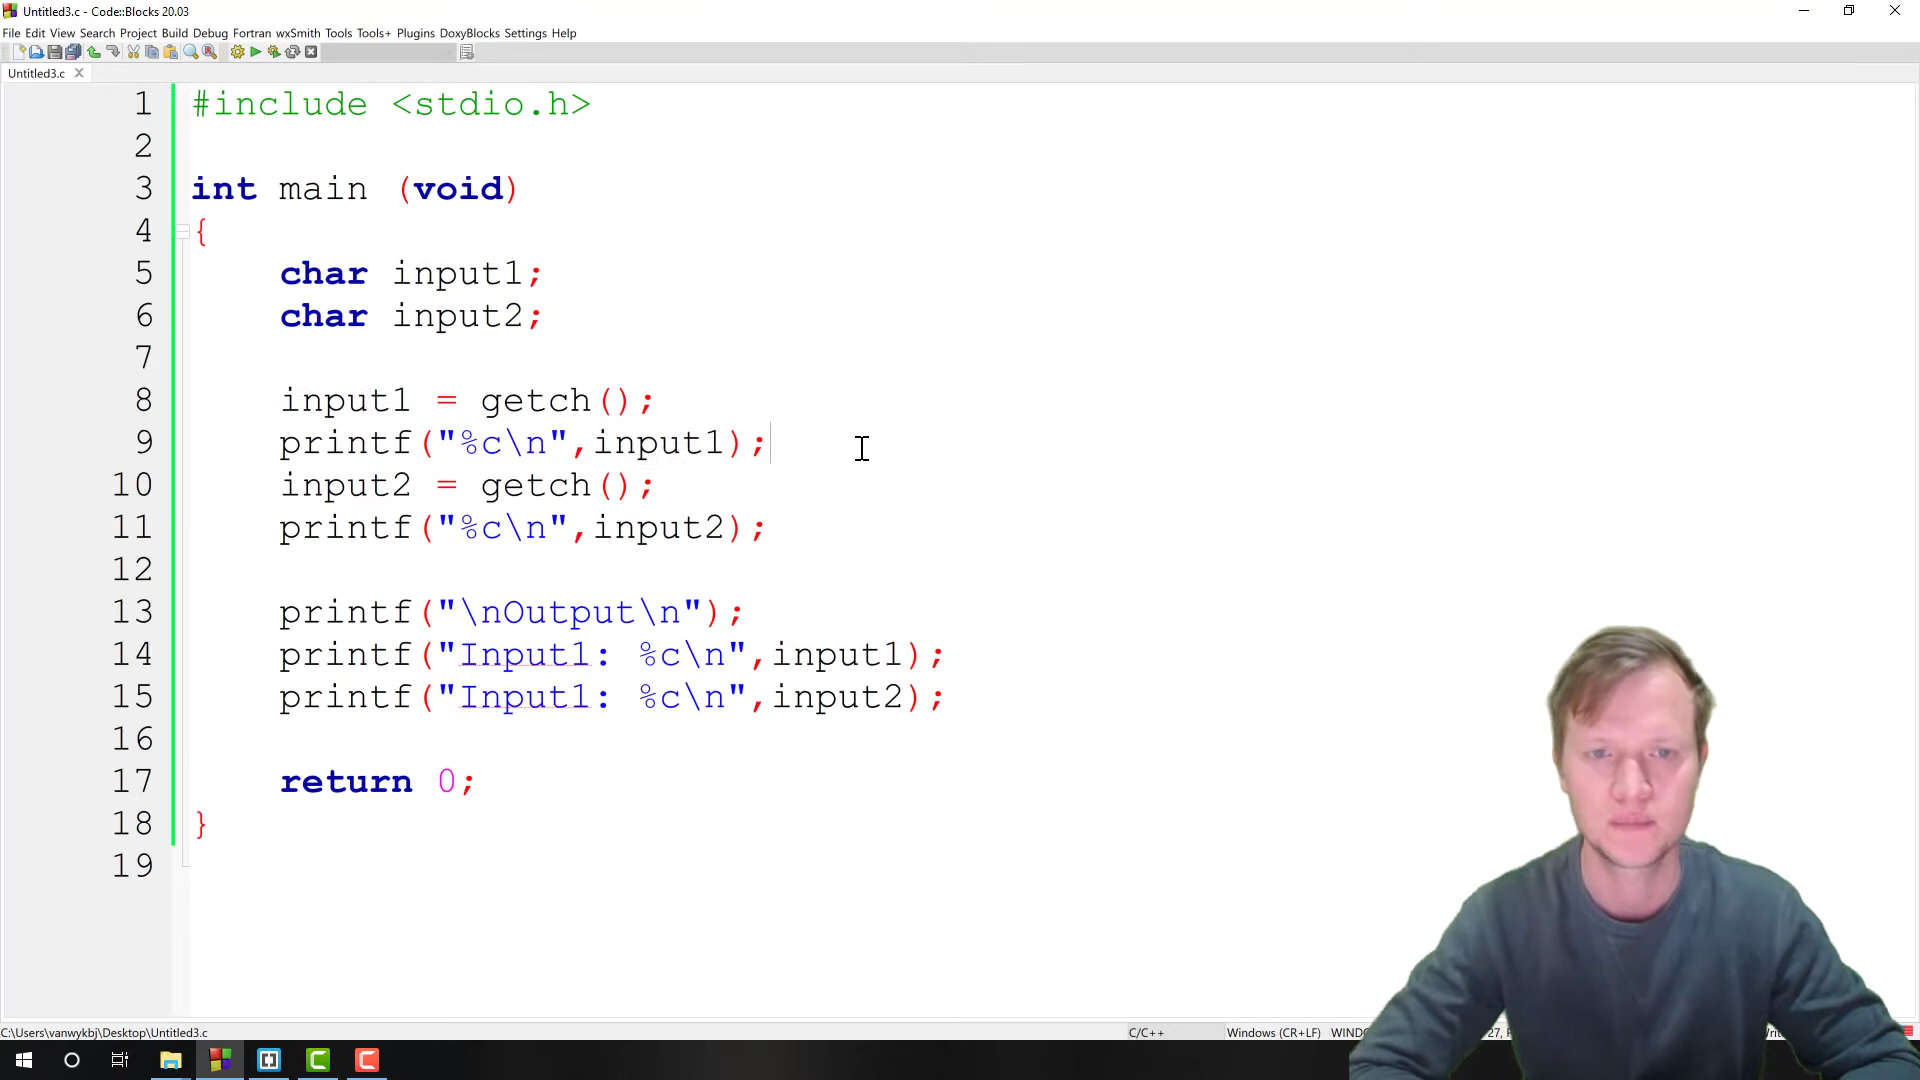 Untitled3.c - Code::Blocks 20.03
File Edit View Search Project Build Debug Fortran wxSmith Tools Tools+ Plugins DoxyBlocks Settings Help
Untitled3.c
1 #include <stdio.h>
2
3 int main (void)
4 {
5 char input1;
6 char input2;
7
8 input1 = getch();
9 printf("%c\n",input1);
10 input2 = getch();
11 printf("%c\n",input2);
12
13 printf("\nOutput\n");
14 printf("Input1: %c\n",input1);
15 printf("Input1: %c\n",input2);
16
17 return 0;
18 }
19
C:\Users\vanwykbj\Desktop\Untitled3.c C/C++ Windows (CR+LF)